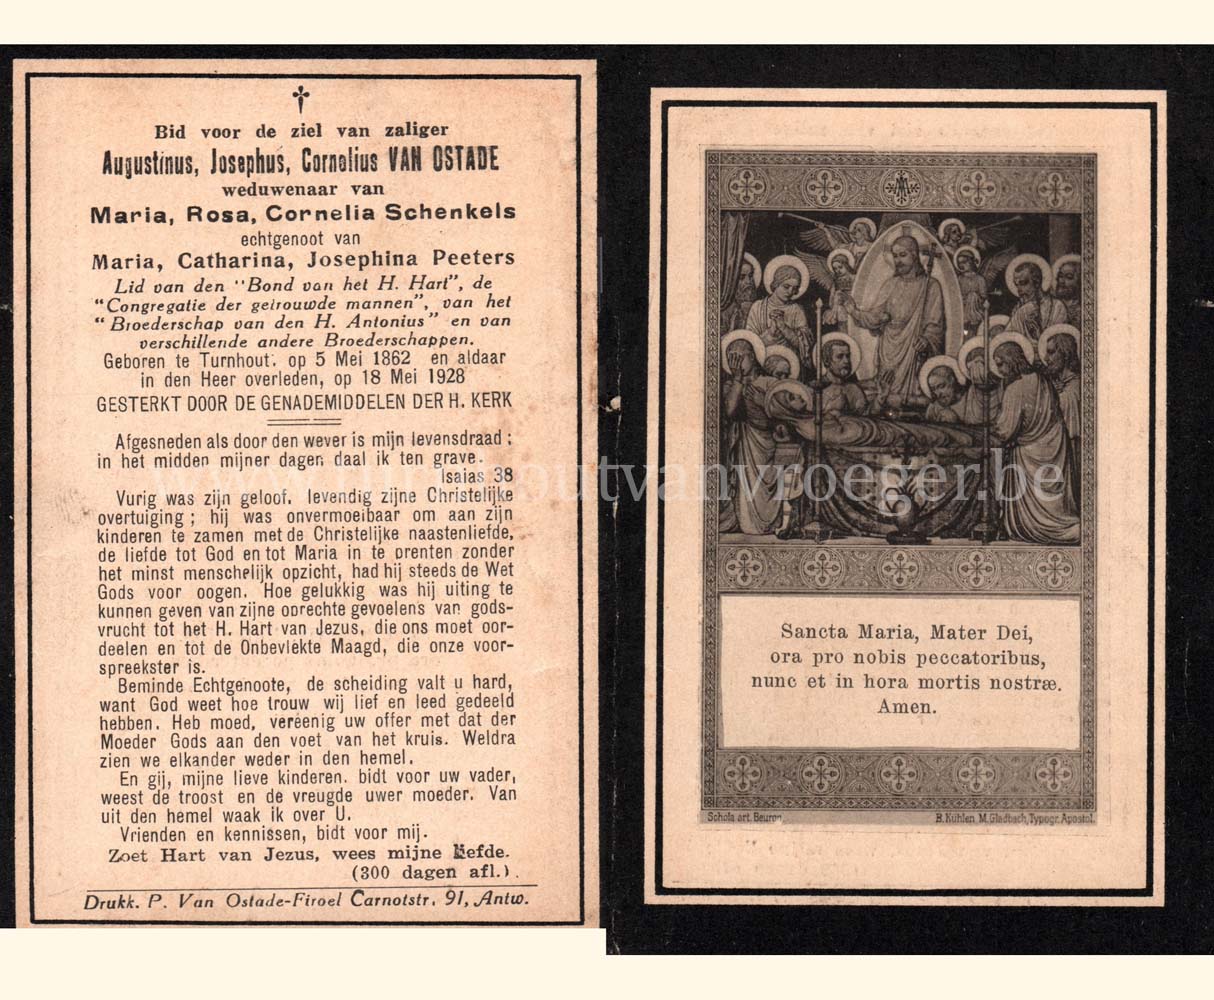 Bid voor de ziel van zaliger
Augustinus, Josephus, Cornelius VAN OSTADE
weduwenaar van
Maria, Rosa, Cornelia Schenkels
echtgenoot van
Maria, Catharina, Josephina Peeters
Lid van den "Bond van het H. Hart", de
"Congregatie der getrouwde mannen", van het
"Broederschap van den H. Antonius" en van
verschillende andere Broederschappen.
Geboren te Turnhout, op 5 Mei 1862 en aldaar
in den Heer overleden, op 18 Mei 1928
GESTERKT DOOR DE GENADEMIDDELEN DER H. KERK
Afgesneden als door den wever is mijn levensdraad ;
in het midden mijner dagen daal ik ten grave.
Isaias 38
Vurig was zijn geloof, levendig zijne Christelijke
overtuiging ; hij was onvermoeibaar om aan zijn
kinderen te zamen met de Christelijke naastenliefde,
de liefde tot God en tot Maria in te prenten zonder
het minst menschelijk opzicht, had hij steeds de Wet
Gods voor oogen. Hoe gelukkig was hij uiting te
kunnen geven van zijne oprechte gevoelens van gods-
vrucht tot het H. Hart van Jezus, die ons moet oor-
deelen en tot de Onbevlekte Maagd, die onze voor-
spreekster is.
Beminde Echtgenoote, de scheiding valt u hard,
want God weet hoe trouw wij lief en leed gedeeld
hebben. Heb moed, vereenig uw offer met dat der
Moeder Gods aan den voet van het kruis. Weldra
zien we elkander weder in den hemel.
En gij, mijne lieve kinderen, bidt voor uw vader,
weest de troost en de vreugde uwer moeder. Van
uit den hemel waak ik over U.
Vrienden en kennissen, bidt voor mij.
Zoet Hart van Jezus, wees mijne liefde.
(300 dagen afl.).
Drukk. P. Van Ostade-Firoel Carnotstr. 91, Antw.
Sancta Maria, Mater Dei,
ora pro nobis peccatoribus,
nunc et in hora mortis nostræ.
Amen.
Schola art. Beuron.
B. Kühlen M. Gladbach, Typogr. Apostol.
www.turnhoutvanvroeger.be